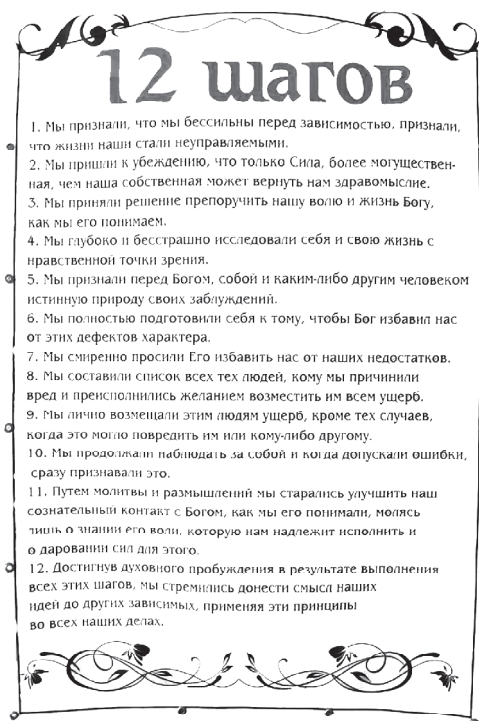 12 шагов
1. Мы признали, что мы бессильны перед зависимостью, признали,
что жизни наши стали неуправляемыми.
2. Мы пришли к убеждению, что только Сила, более могуществен-
ная, чем наша собственная может вернуть нам здравомыслие.
3. Мы приняли решение препоручить нашу волю и жизнь Богу,
как мы его понимаем.
4. Мы глубоко и бесстрашно исследовали себя и свою жизнь с
нравственной точки зрения.
5. Мы признали перед Богом, собой и каким-либо другим человеком
истинную природу своих заблуждений.
6. Мы полностью подготовили себя к тому, чтобы Бог избавил нас
от этих дефектов характера.
7. Мы смиренно просили Его избавить нас от наших недостатков.
8. Мы составили список всех тех людей, кому мы причинили
вред и преисполнились желанием возместить им всем ущерб.
9. Мы лично возмещали этим людям ущерб, кроме тех случаев,
когда это могло повредить им или кому-либо другому.
10. Мы продолжали наблюдать за собой и когда допускали ошибки,
сразу признавали это.
11. Путем молитвы и размышлений мы старались улучшить наш
сознательный контакт с Богом, как мы его понимали, молясь
лишь о знании его воли, которую нам надлежит исполнить и
о даровании сил для этого.
12. Достигнув духовного пробуждения в результате выполнения
всех этих шагов, мы стремились донести смысл наших
идей до других зависимых, применяя эти принципы
во всех наших делах.